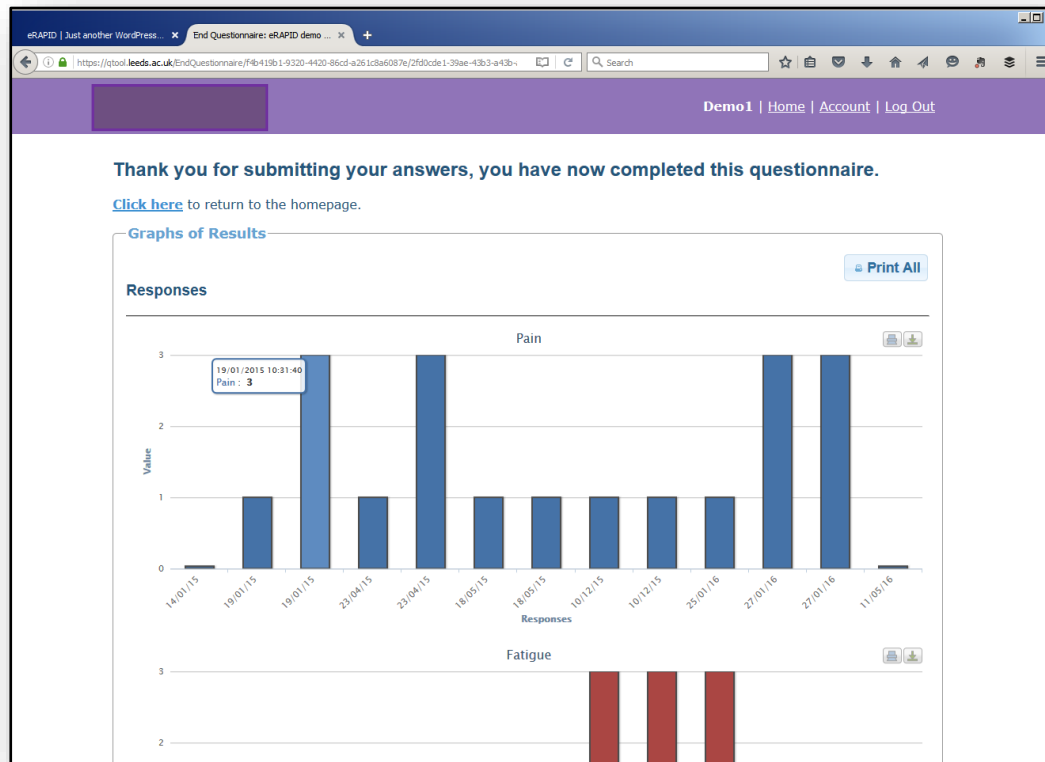 eRAPID | Just another WordPress... × End Questionnaire: eRAPID demo ... × +
https://qtool.leeds.ac.uk/EndQuestionnaire/f4b419b1-9320-4420-86cd-a261c8a6087e/2fd0cde1-39ae-43b3-a43b- Search
Demo1 | Home | Account | Log Out
Thank you for submitting your answers, you have now completed this questionnaire.
Click here to return to the homepage.
Graphs of Results
Print All
Responses
Pain
3
19/01/2015 10:31:40
Pain : 3
2
Value
1
0
14/01/15 19/01/15 19/01/15 23/04/15 23/04/15 18/05/15 18/05/15 10/12/15 10/12/15 25/01/16 27/01/16 27/01/16 11/05/16
Responses
Fatigue
3
2